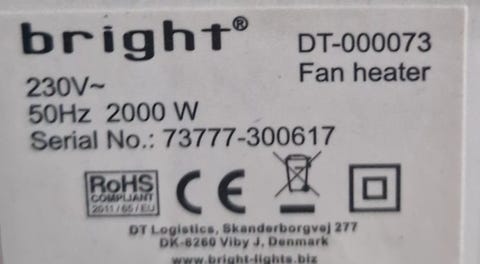 bright®
DT-000073
Fan heater
230V~
50Hz 2000 W
Serial No.: 73777-300617
RoHS
COMPLIANT
2011/65/EU
CE
DT Logistics, Skanderborgvej 277
DK-8260 Viby J, Denmark
www.bright-lights.biz